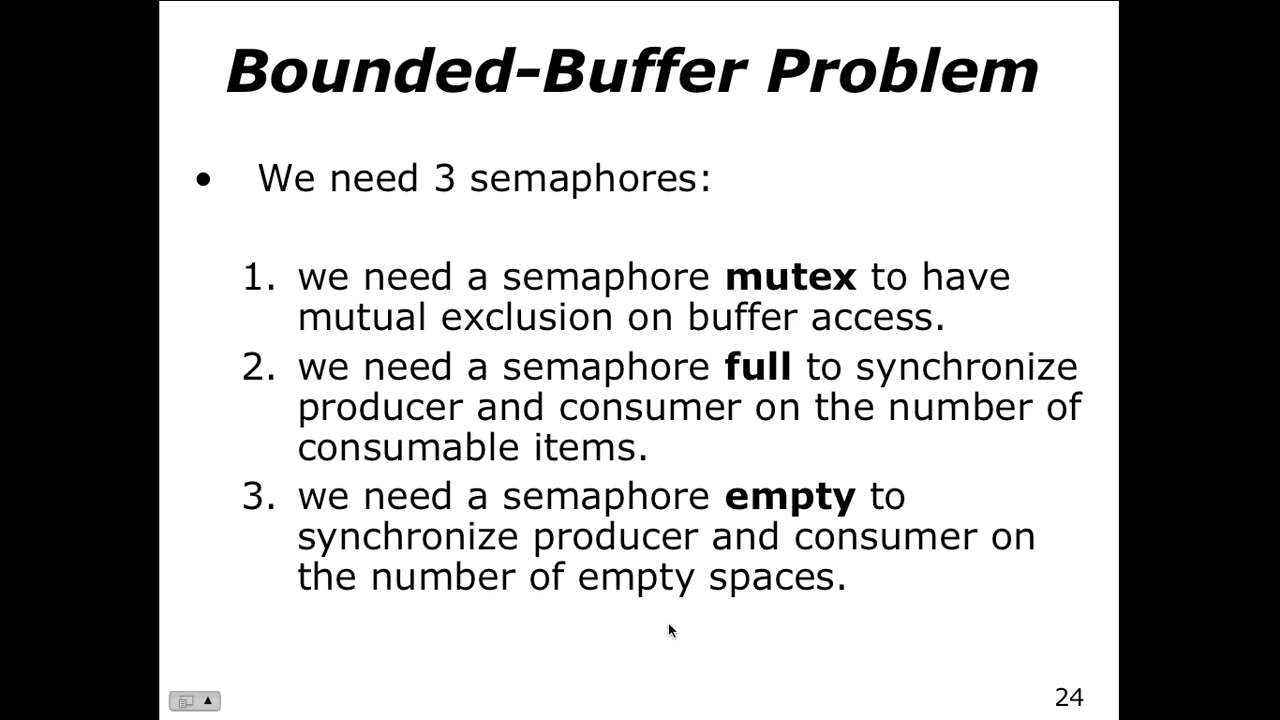 Bounded-Buffer Problem
• We need 3 semaphores:
1. we need a semaphore mutex to have
mutual exclusion on buffer access.
2. we need a semaphore full to synchronize
producer and consumer on the number of
consumable items.
3. we need a semaphore empty to
synchronize producer and consumer on
the number of empty spaces.
24